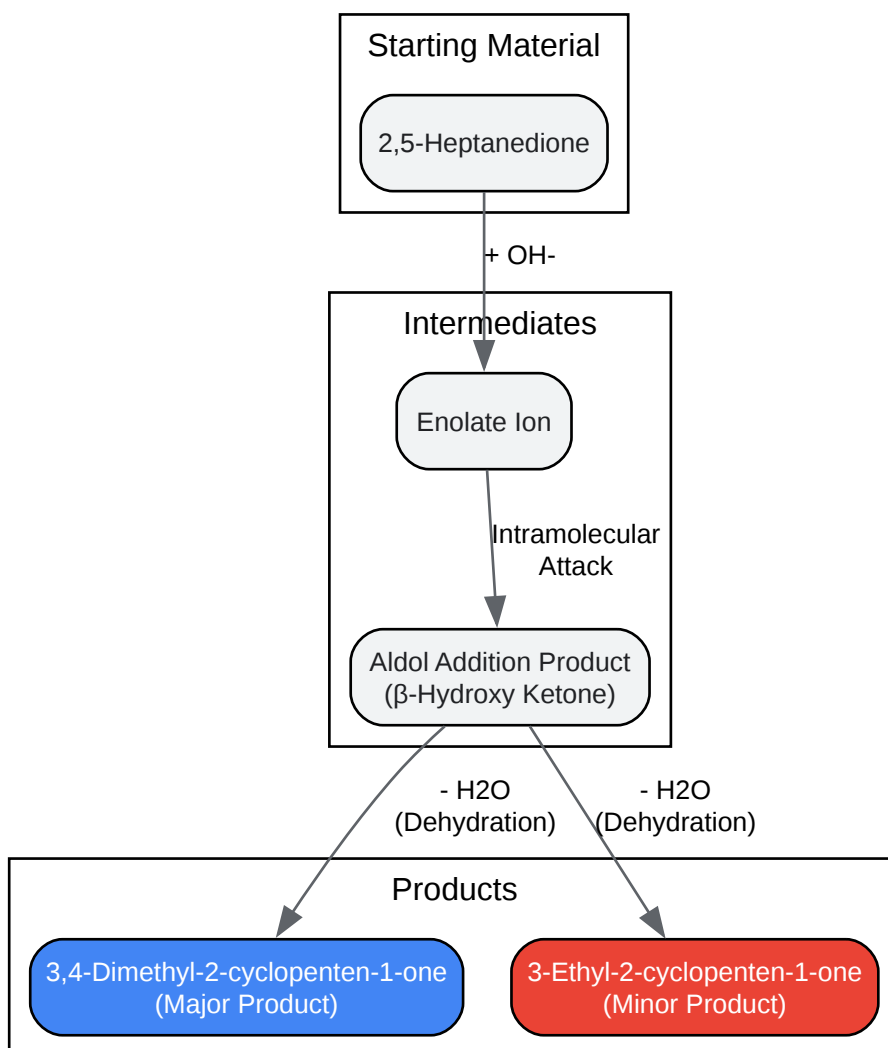 Starting Material
2,5-Heptanedione
+ OH-
Intermediates
Enolate Ion
Intramolecular
Attack
Aldol Addition Product
(β-Hydroxy Ketone)
- H2O
(Dehydration)
- H2O
(Dehydration)
Products
3,4-Dimethyl-2-cyclopenten-1-one
(Major Product)
3-Ethyl-2-cyclopenten-1-one
(Minor Product)